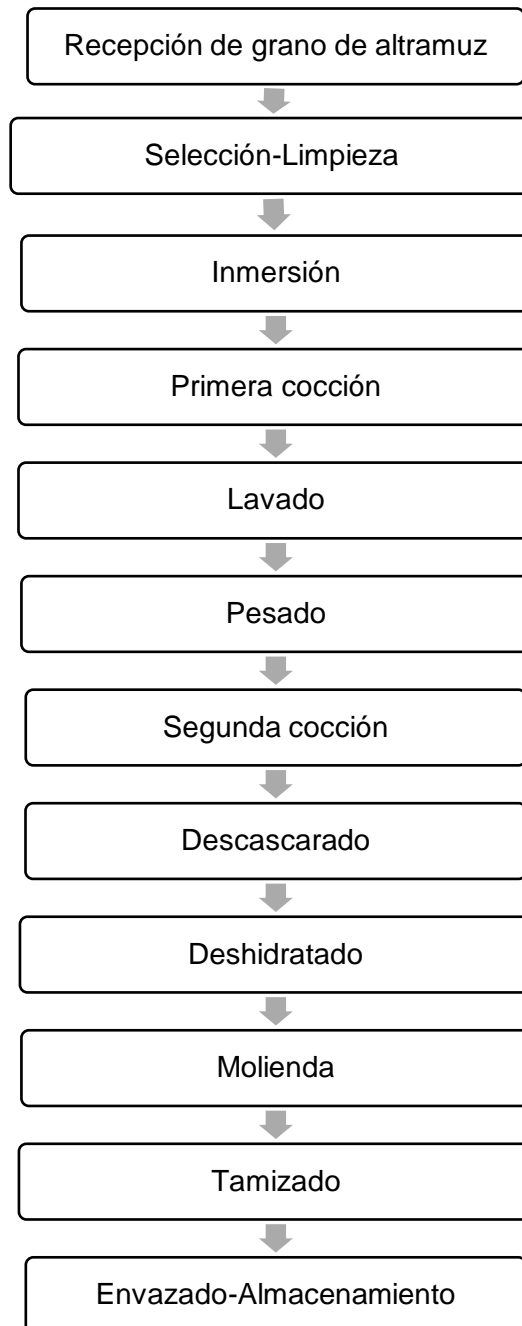 Recepción de grano de altramuz
Selección-Limpieza
Inmersión
Primera cocción
Lavado
Pesado
Segunda cocción
Descascarado
Deshidratado
Molienda
Tamizado
Envazado-Almacenamiento